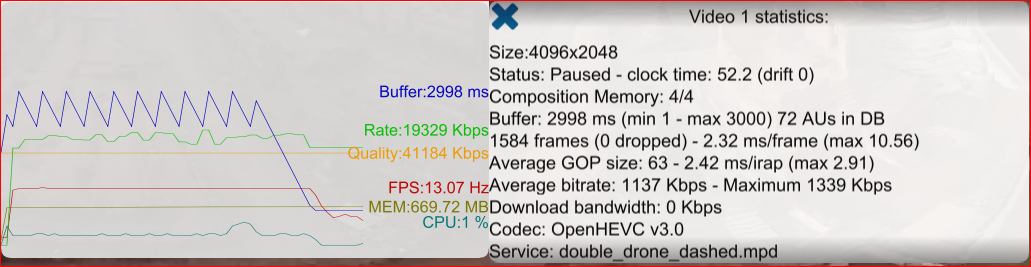 Buffer:2998 ms
Rate:19329 Kbps
Quality:41184 Kbps
FPS:13.07 Hz
MEM:669.72 MB
CPU:1 %
Video 1 statistics:
Size:4096x2048
Status: Paused - clock time: 52.2 (drift 0)
Composition Memory: 4/4
Buffer: 2998 ms (min 1 - max 3000) 72 AUs in DB
1584 frames (0 dropped) - 2.32 ms/frame (max 10.56)
Average GOP size: 63 - 2.42 ms/irap (max 2.91)
Average bitrate: 1137 Kbps - Maximum 1339 Kbps
Download bandwidth: 0 Kbps
Codec: OpenHEVC v3.0
Service: double_drone_dashed.mpd